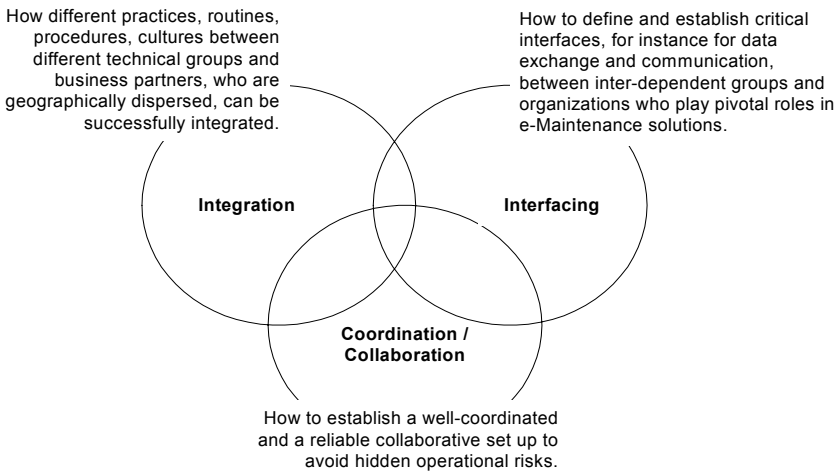 How different practices, routines,
procedures, cultures between
different technical groups and
business partners, who are
geographically dispersed, can be
successfully integrated.
How to define and establish critical
interfaces, for instance for data
exchange and communication,
between inter-dependent groups and
organizations who play pivotal roles in
e-Maintenance solutions.
Integration
Interfacing
Coordination /
Collaboration
How to establish a well-coordinated
and a reliable collaborative set up to
avoid hidden operational risks.